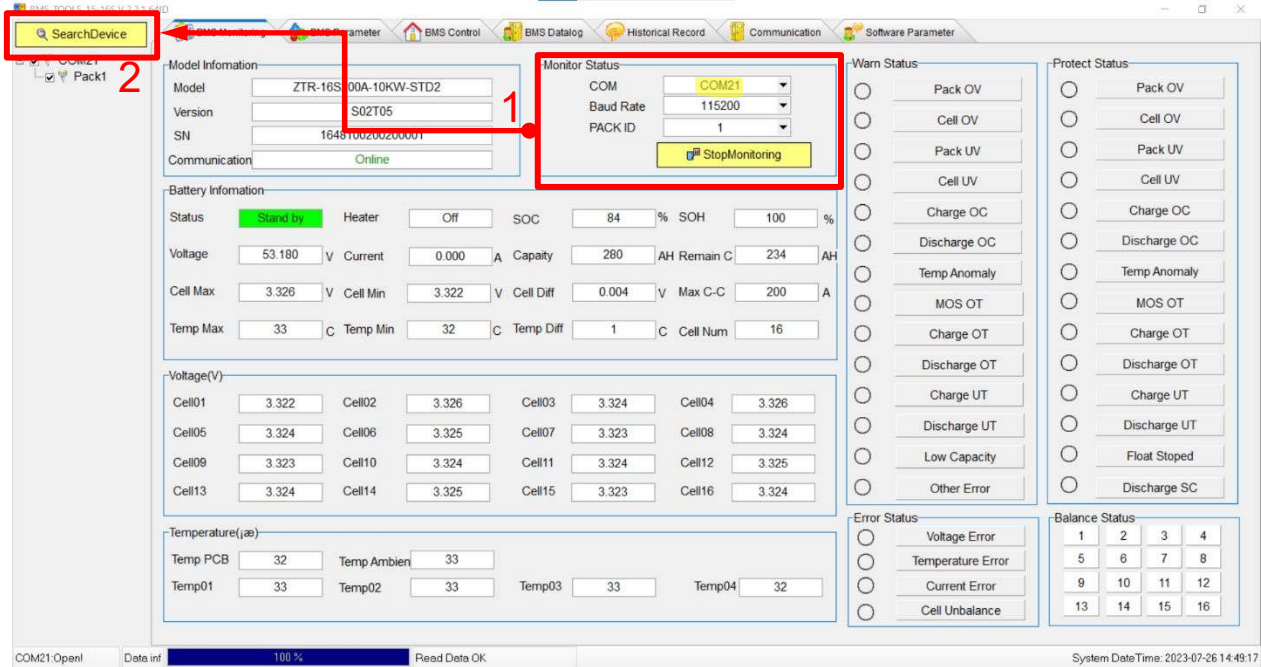 BMS TOOLS 15-16S V 2.2.1 64ID
SearchDevice
BMS Monitoring BMS Parameter BMS Control BMS Datalog Historical Record Communication Software Parameter
COM21
Pack1
1
2
Model Infomation
Model ZTR-16S 00A-10KW-STD2
Version S02T05
SN 1648100200200001
Communication Online
Monitor Status
COM COM21
Baud Rate 115200
PACK ID 1
StopMonitoring
Battery Infomation
Status Stand by Heater Off SOC 84 % SOH 100 %
Voltage 53.180 V Current 0.000 A Capaity 280 AH Remain C 234 AH
Cell Max 3.326 V Cell Min 3.322 V Cell Diff 0.004 V Max C-C 200 A
Temp Max 33 C Temp Min 32 C Temp Diff 1 C Cell Num 16
Voltage(V)
Cell01 3.322 Cell02 3.326 Cell03 3.324 Cell04 3.326
Cell05 3.324 Cell06 3.325 Cell07 3.323 Cell08 3.324
Cell09 3.323 Cell10 3.324 Cell11 3.324 Cell12 3.325
Cell13 3.324 Cell14 3.325 Cell15 3.323 Cell16 3.324
Temperature(¡æ)
Temp PCB 32 Temp Ambien 33
Temp01 33 Temp02 33 Temp03 33 Temp04 32
Warn Status
Pack OV
Cell OV
Pack UV
Cell UV
Charge OC
Discharge OC
Temp Anomaly
MOS OT
Charge OT
Discharge OT
Charge UT
Discharge UT
Low Capacity
Other Error
Protect Status
Pack OV
Cell OV
Pack UV
Cell UV
Charge OC
Discharge OC
Temp Anomaly
MOS OT
Charge OT
Discharge OT
Charge UT
Discharge UT
Float Stoped
Discharge SC
Error Status
Voltage Error
Temperature Error
Current Error
Cell Unbalance
Balance Status
1 2 3 4
5 6 7 8
9 10 11 12
13 14 15 16
COM21:Open! Data inf 100 % Read Data OK System DateTime: 2023-07-26 14:49:17